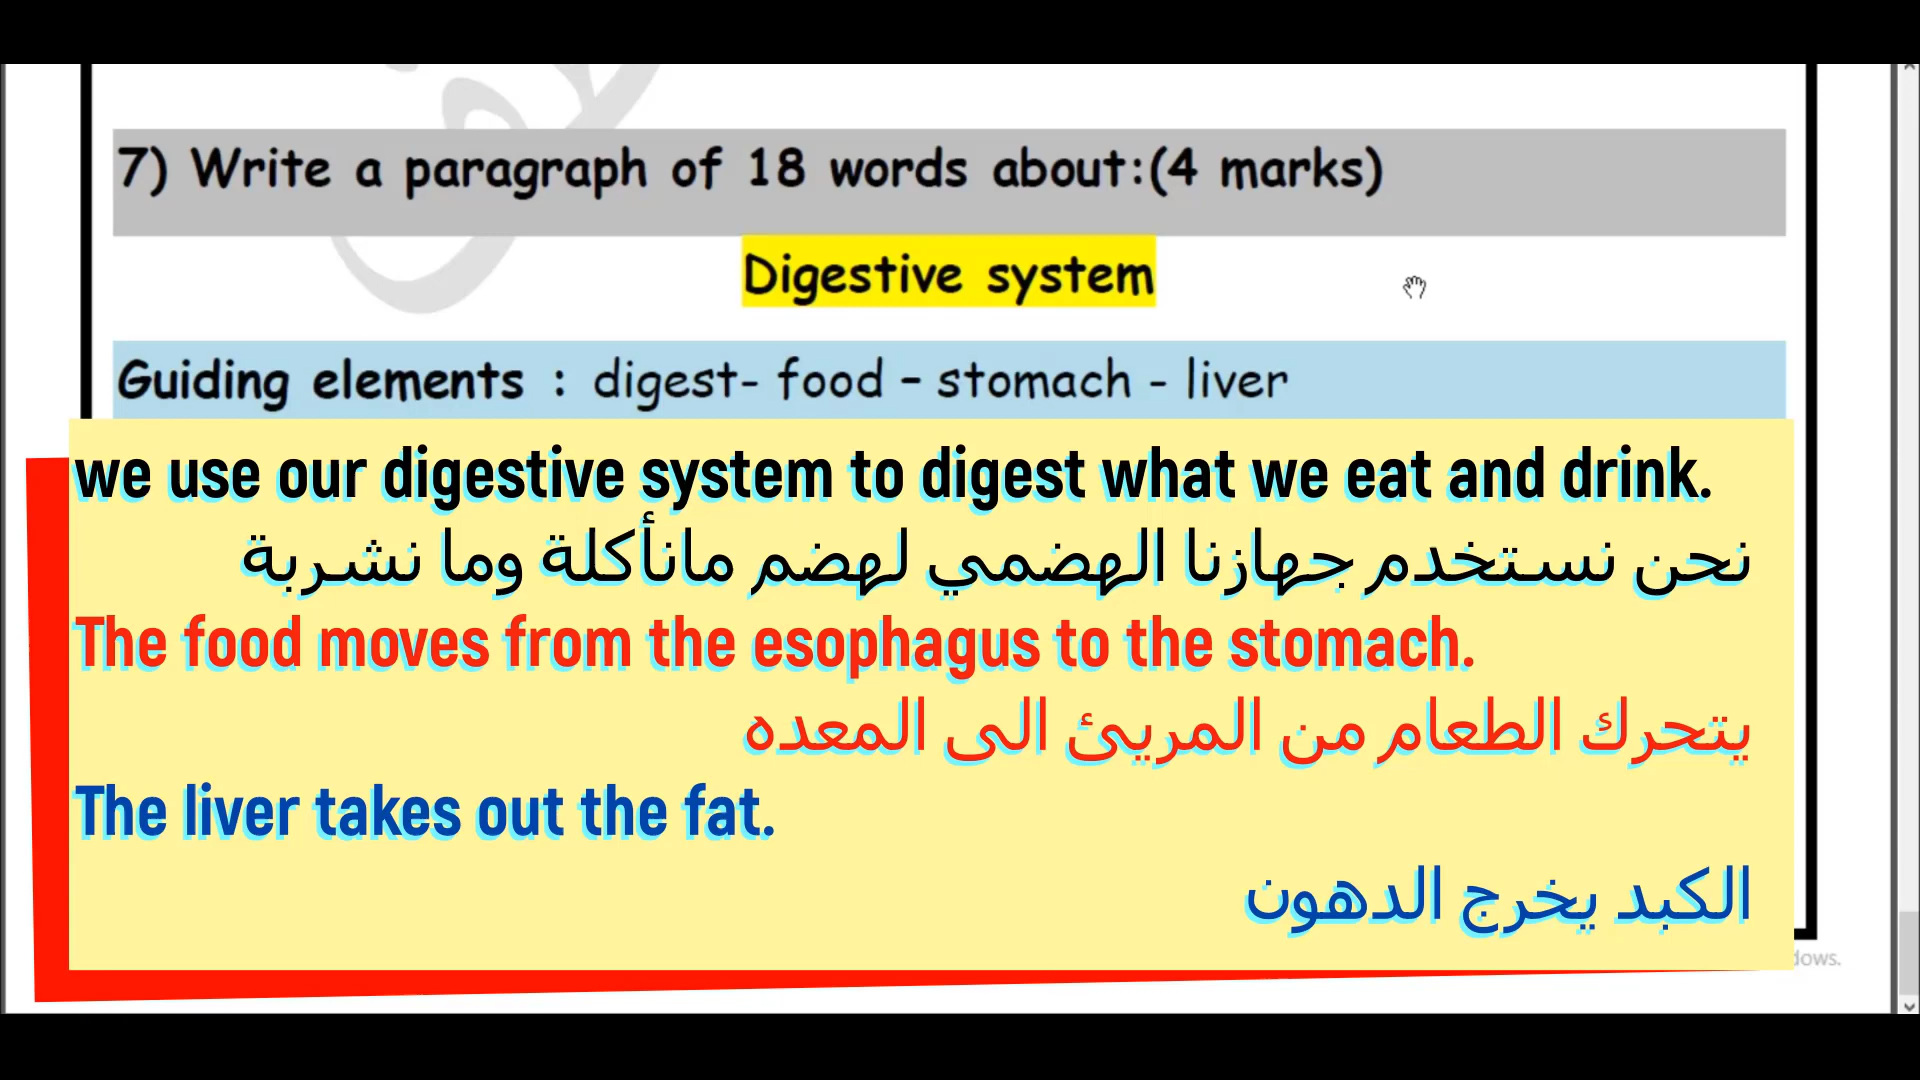 7) Write a paragraph of 18 words about:(4 marks)
Digestive system
Guiding elements : digest- food – stomach - liver
we use our digestive system to digest what we eat and drink.
نحن نستخدم جهازنا الهضمي لهضم مانأكلة وما نشربة
The food moves from the esophagus to the stomach.
يتحرك الطعام من المريئ الى المعده
The liver takes out the fat.
الكبد يخرج الدهون